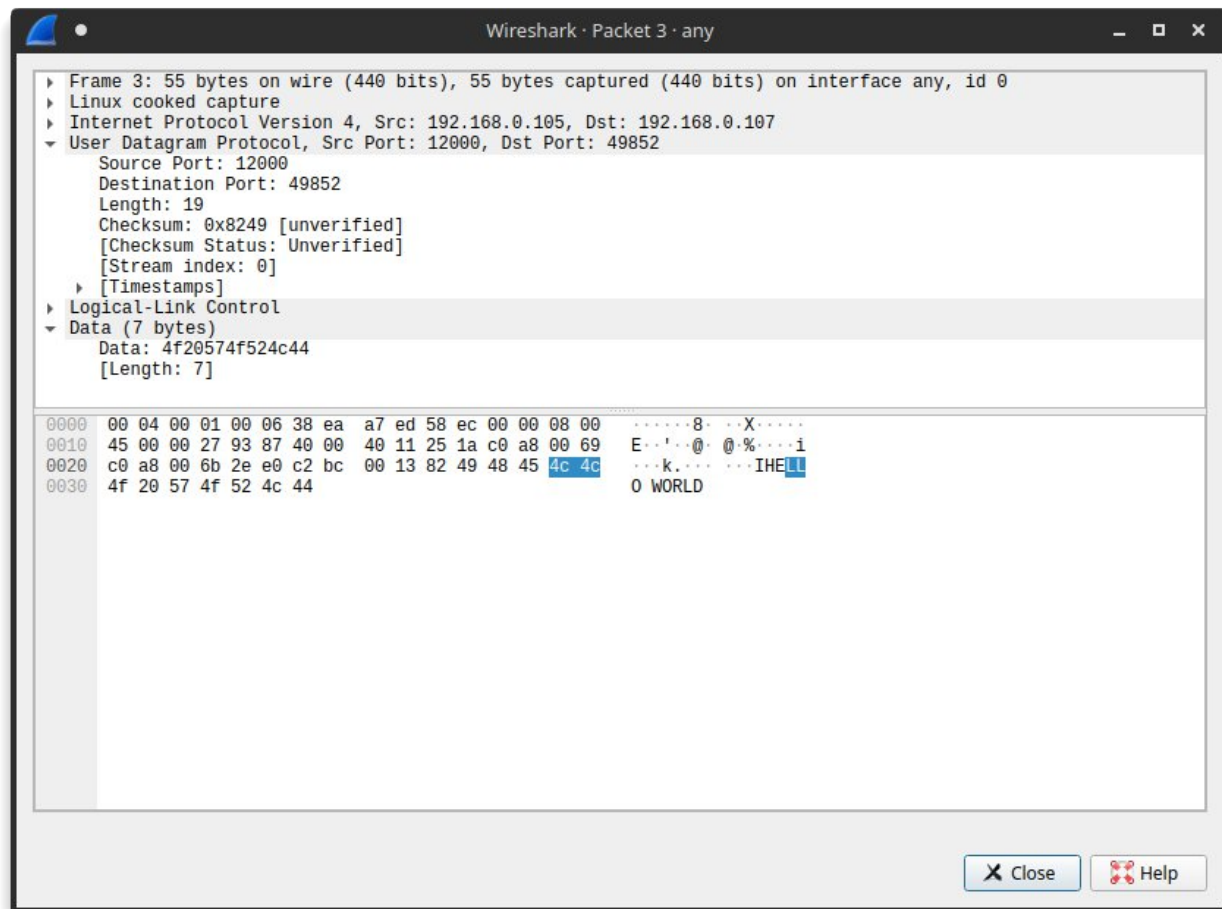 Wireshark · Packet 3 · any
Frame 3: 55 bytes on wire (440 bits), 55 bytes captured (440 bits) on interface any, id 0
Linux cooked capture
Internet Protocol Version 4, Src: 192.168.0.105, Dst: 192.168.0.107
User Datagram Protocol, Src Port: 12000, Dst Port: 49852
Source Port: 12000
Destination Port: 49852
Length: 19
Checksum: 0x8249 [unverified]
[Checksum Status: Unverified]
[Stream index: 0]
[Timestamps]
Logical-Link Control
Data (7 bytes)
Data: 4f20574f524c44
[Length: 7]
0000 00 04 00 01 00 06 38 ea a7 ed 58 ec 00 00 08 00 ······8· ··X·····
0010 45 00 00 27 93 87 40 00 40 11 25 1a c0 a8 00 69 E··'··@· @·%····i
0020 c0 a8 00 6b 2e e0 c2 bc 00 13 82 49 48 45 4c 4c ···k.··· ···IHELL
0030 4f 20 57 4f 52 4c 44 O WORLD
Close
Help